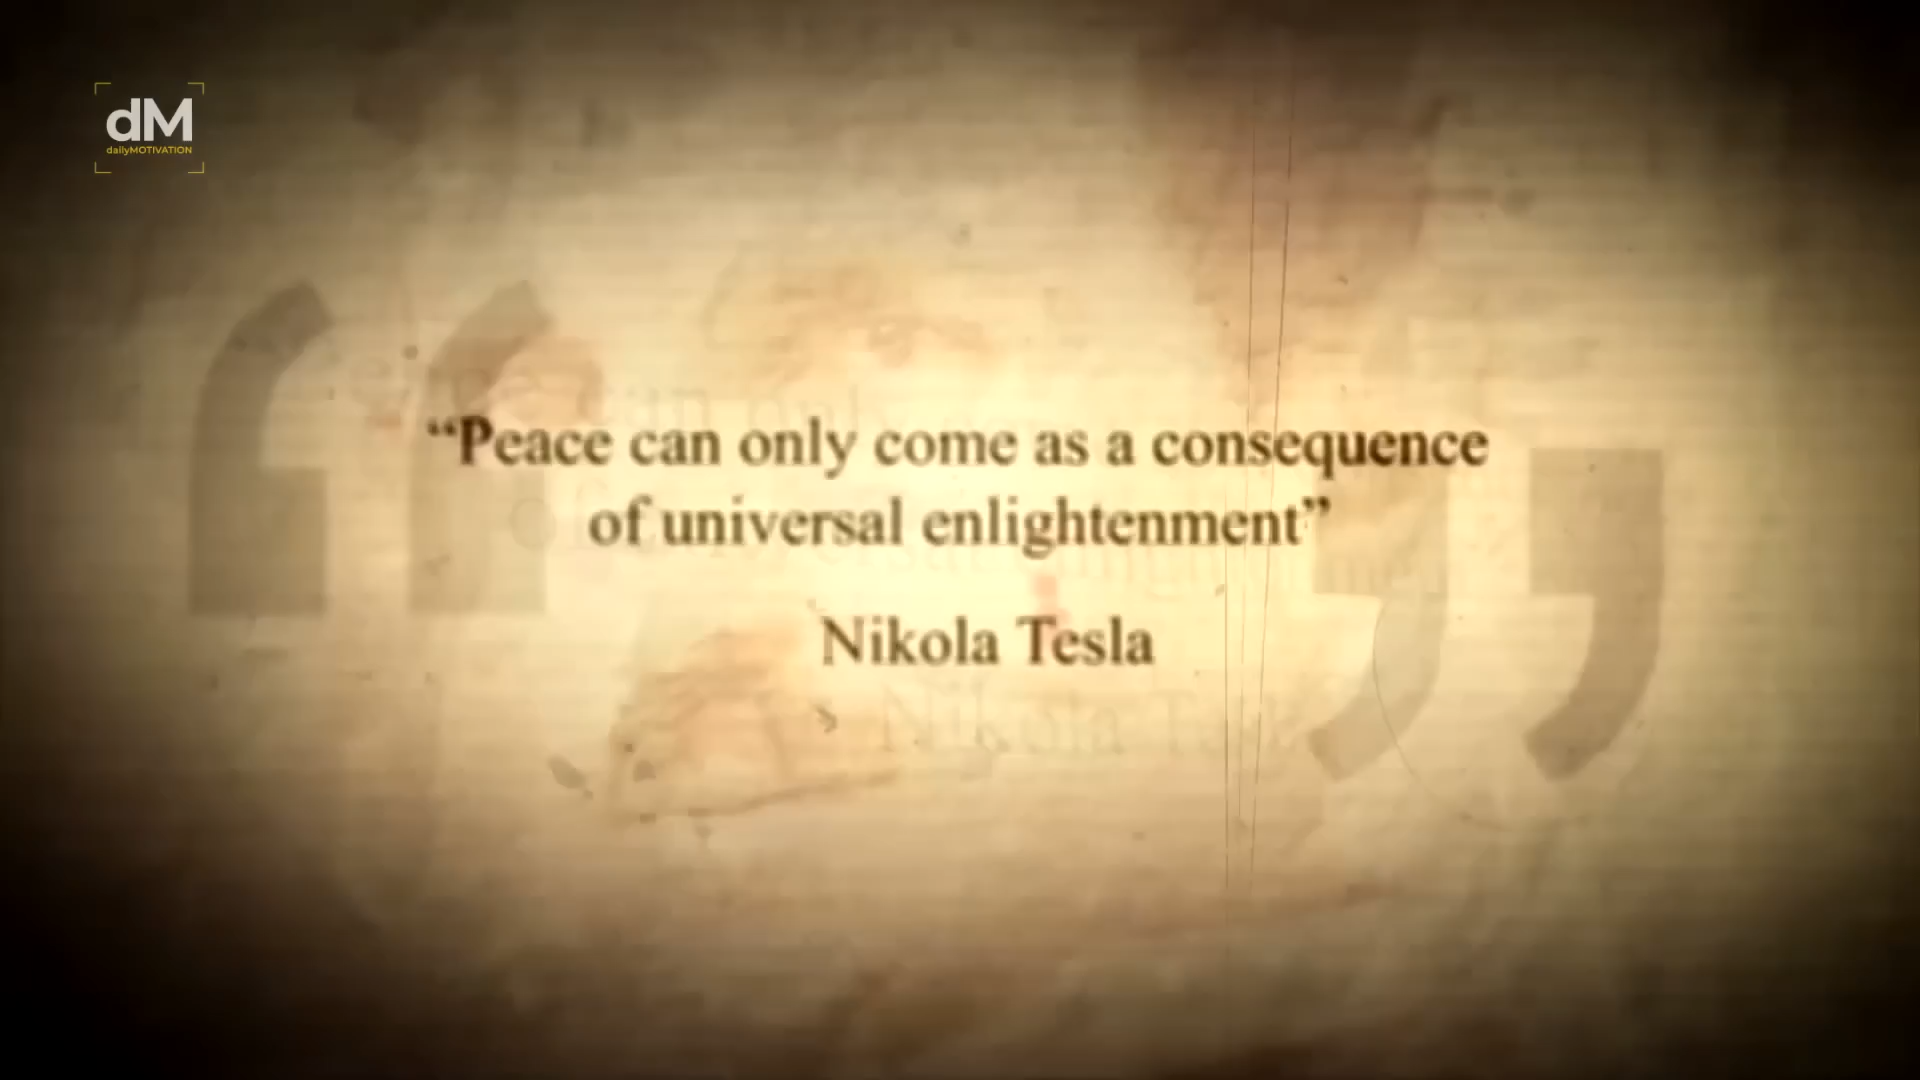 dM
dailyMOTIVATION
“Peace can only come as a consequence
of universal enlightenment”
Nikola Tesla